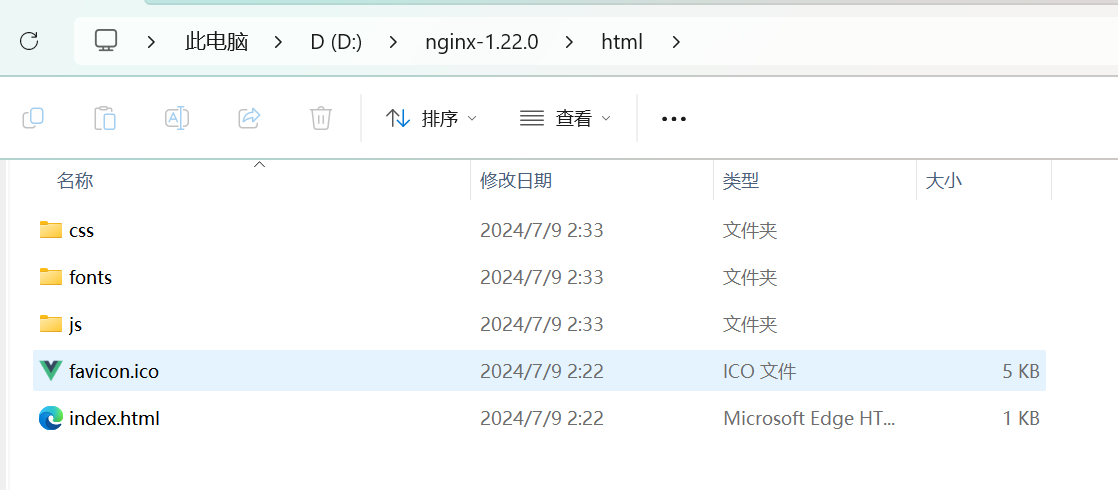 此电脑 D (D:) nginx-1.22.0 html
排序 查看
名称 修改日期 类型 大小
css 2024/7/9 2:33 文件夹
fonts 2024/7/9 2:33 文件夹
js 2024/7/9 2:33 文件夹
favicon.ico 2024/7/9 2:22 ICO 文件 5 KB
index.html 2024/7/9 2:22 Microsoft Edge HT... 1 KB